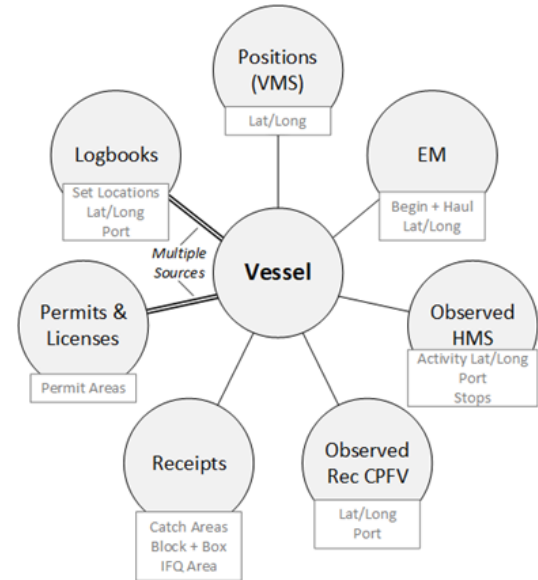 Positions
(VMS)
Lat/Long
Logbooks
Set Locations
Lat/Long
Port
EM
Begin + Haul
Lat/Long
Multiple
Sources
Vessel
Permits &
Licenses
Permit Areas
Observed
HMS
Activity Lat/Long
Port
Stops
Receipts
Catch Areas
Block + Box
IFQ Area
Observed
Rec CPFV
Lat/Long
Port